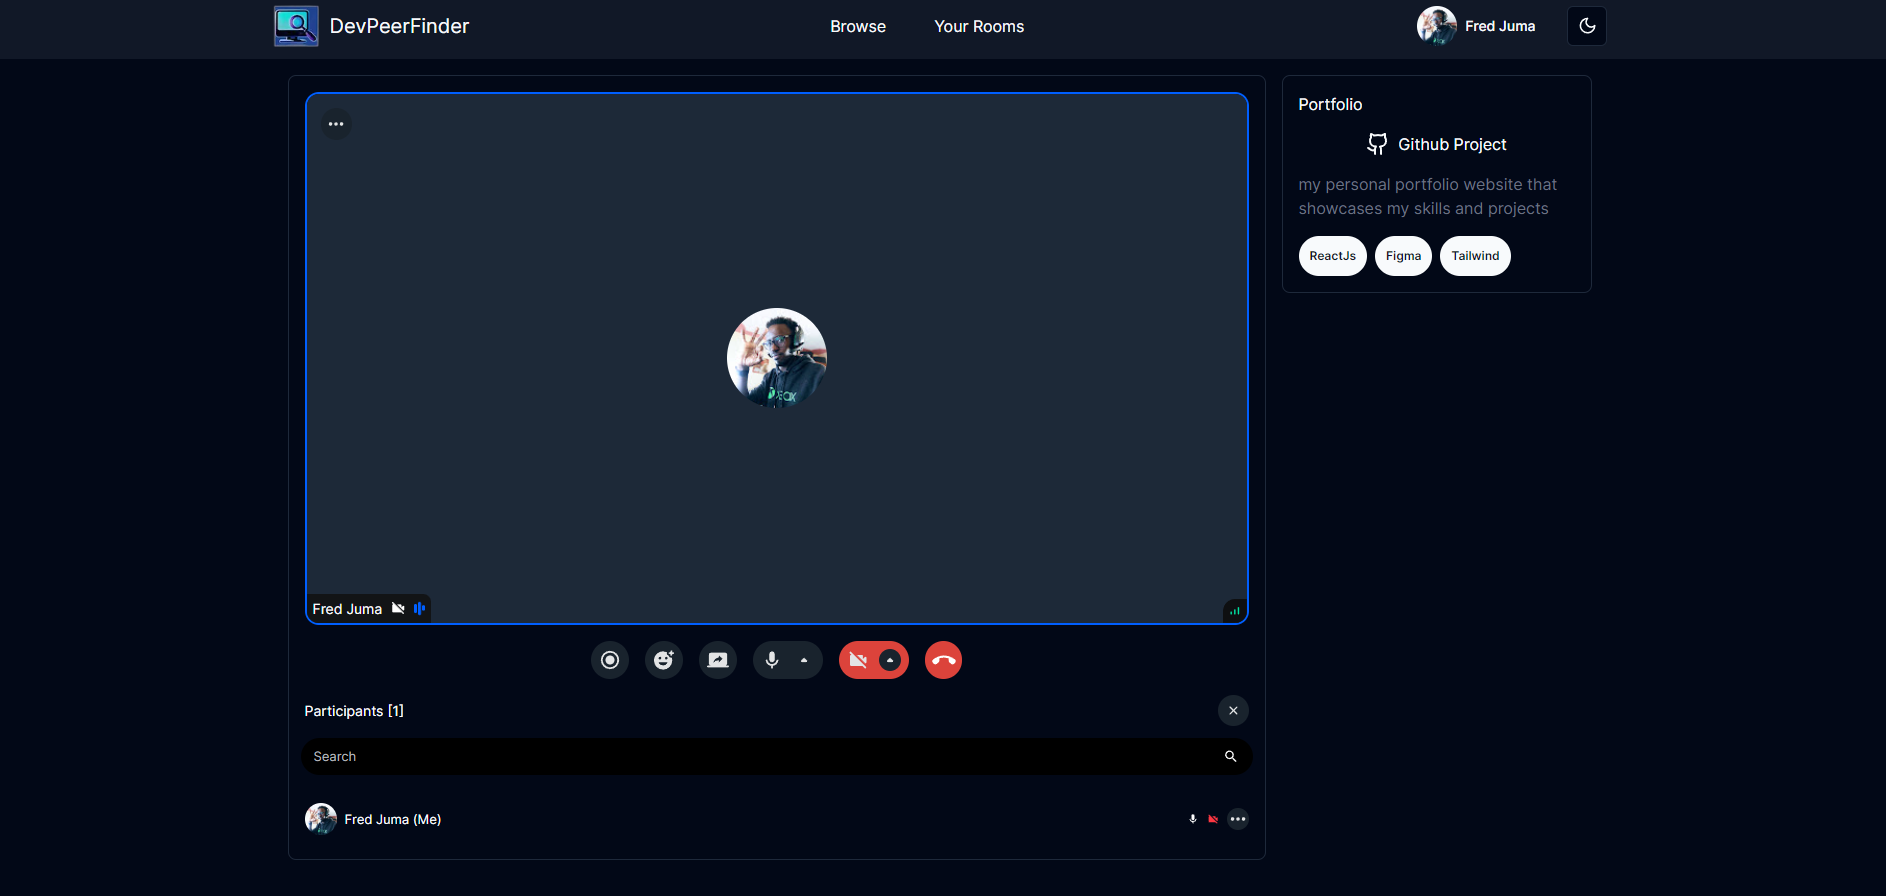 DevPeerFinder
Browse
Your Rooms
Fred Juma
Portfolio
Github Project
my personal portfolio website that
showcases my skills and projects
ReactJs
Figma
Tailwind
Fred Juma
Participants [1]
Search
Fred Juma (Me)